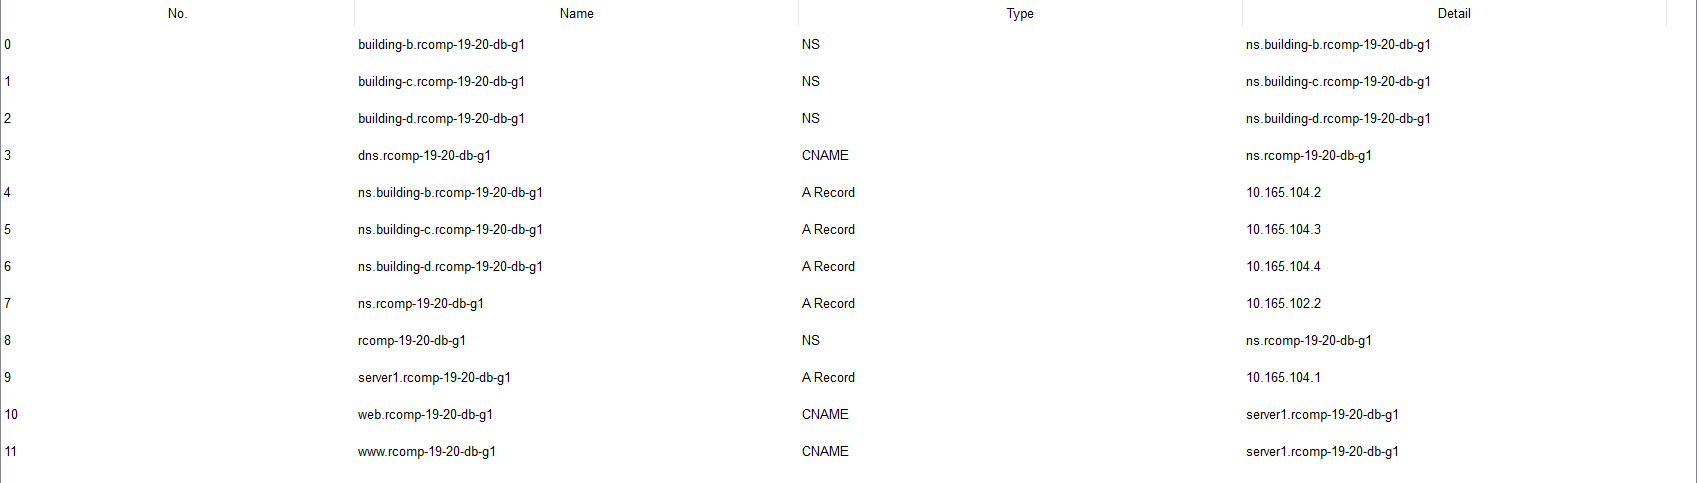 No. Name Type Detail
0 building-b.rcomp-19-20-db-g1 NS ns.building-b.rcomp-19-20-db-g1
1 building-c.rcomp-19-20-db-g1 NS ns.building-c.rcomp-19-20-db-g1
2 building-d.rcomp-19-20-db-g1 NS ns.building-d.rcomp-19-20-db-g1
3 dns.rcomp-19-20-db-g1 CNAME ns.rcomp-19-20-db-g1
4 ns.building-b.rcomp-19-20-db-g1 A Record 10.165.104.2
5 ns.building-c.rcomp-19-20-db-g1 A Record 10.165.104.3
6 ns.building-d.rcomp-19-20-db-g1 A Record 10.165.104.4
7 ns.rcomp-19-20-db-g1 A Record 10.165.102.2
8 rcomp-19-20-db-g1 NS ns.rcomp-19-20-db-g1
9 server1.rcomp-19-20-db-g1 A Record 10.165.104.1
10 web.rcomp-19-20-db-g1 CNAME server1.rcomp-19-20-db-g1
11 www.rcomp-19-20-db-g1 CNAME server1.rcomp-19-20-db-g1